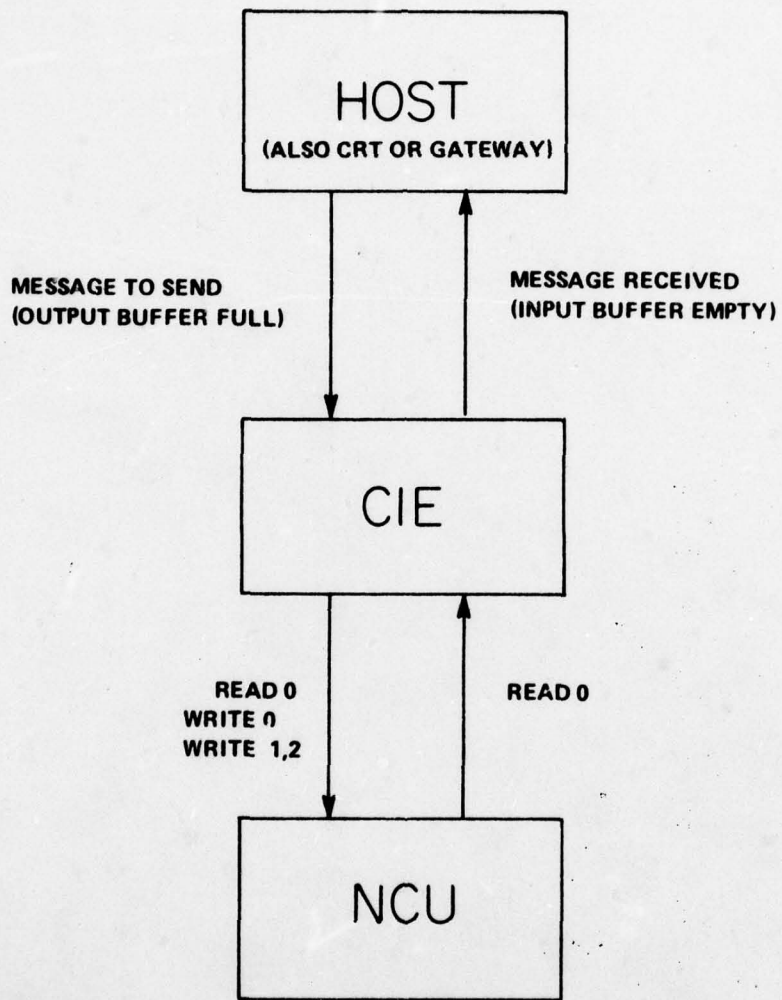 HOST
(ALSO CRT OR GATEWAY)
MESSAGE TO SEND
(OUTPUT BUFFER FULL)
MESSAGE RECEIVED
(INPUT BUFFER EMPTY)
CIE
READ 0
WRITE 0
WRITE 1,2
READ 0
NCU